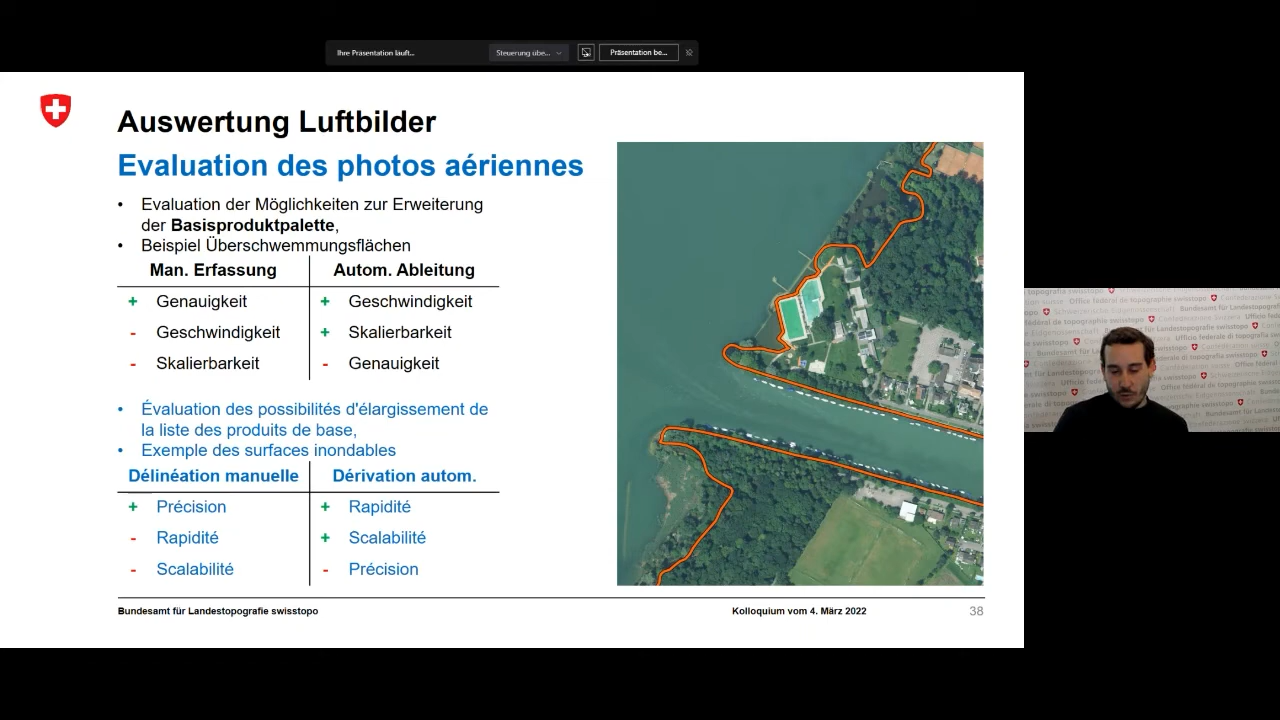 Ihre Präsentation läuft...
Steuerung übe...
Präsentation be...
Auswertung Luftbilder
Evaluation des photos aériennes
• Evaluation der Möglichkeiten zur Erweiterung
der Basisproduktpalette,
• Beispiel Überschwemmungsflächen
Man. Erfassung Autom. Ableitung
+ Genauigkeit + Geschwindigkeit
- Geschwindigkeit + Skalierbarkeit
- Skalierbarkeit - Genauigkeit
• Évaluation des possibilités d'élargissement de
la liste des produits de base,
• Exemple des surfaces inondables
Délinéation manuelle Dérivation autom.
+ Précision + Rapidité
- Rapidité + Scalabilité
- Scalabilité - Précision
Bundesamt für Landestopografie swisstopo
Kolloquium vom 4. März 2022
38